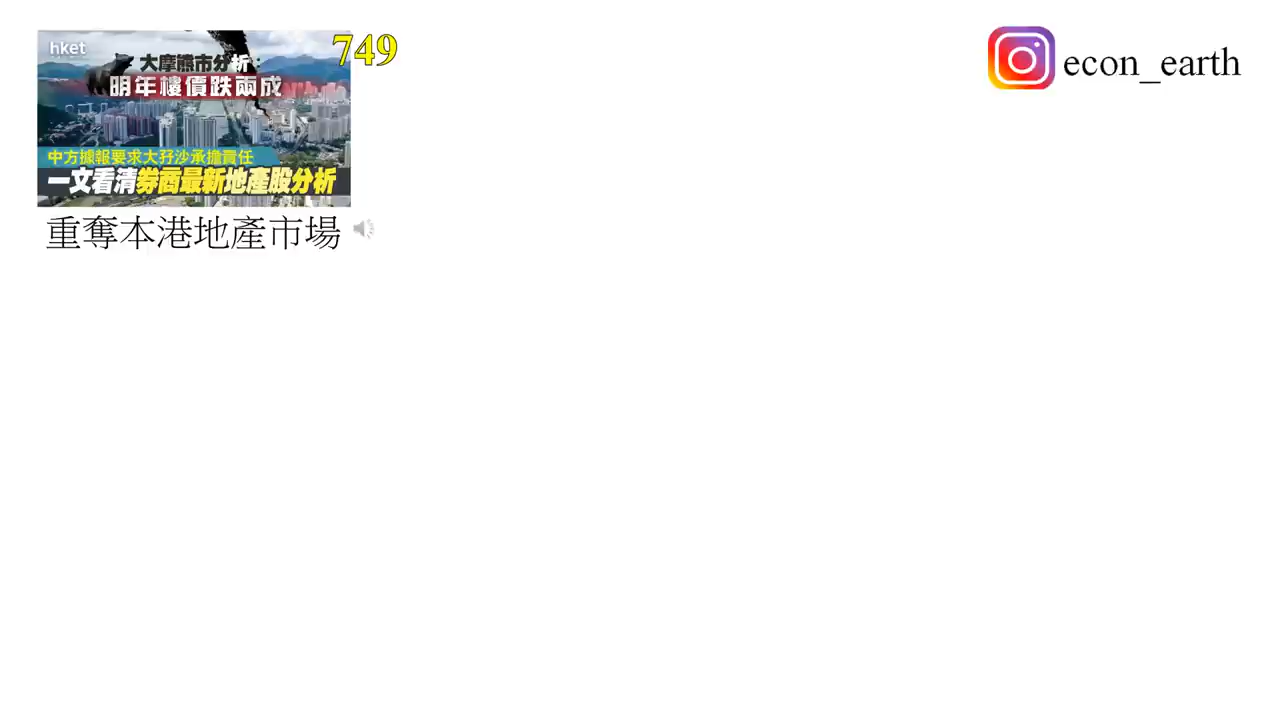 hket
749
大摩熊市分析：
明年樓價跌兩成
中方據報要求大孖沙承擔責任
一文看清券商最新地產股分析
重奪本港地產市場
econ_earth